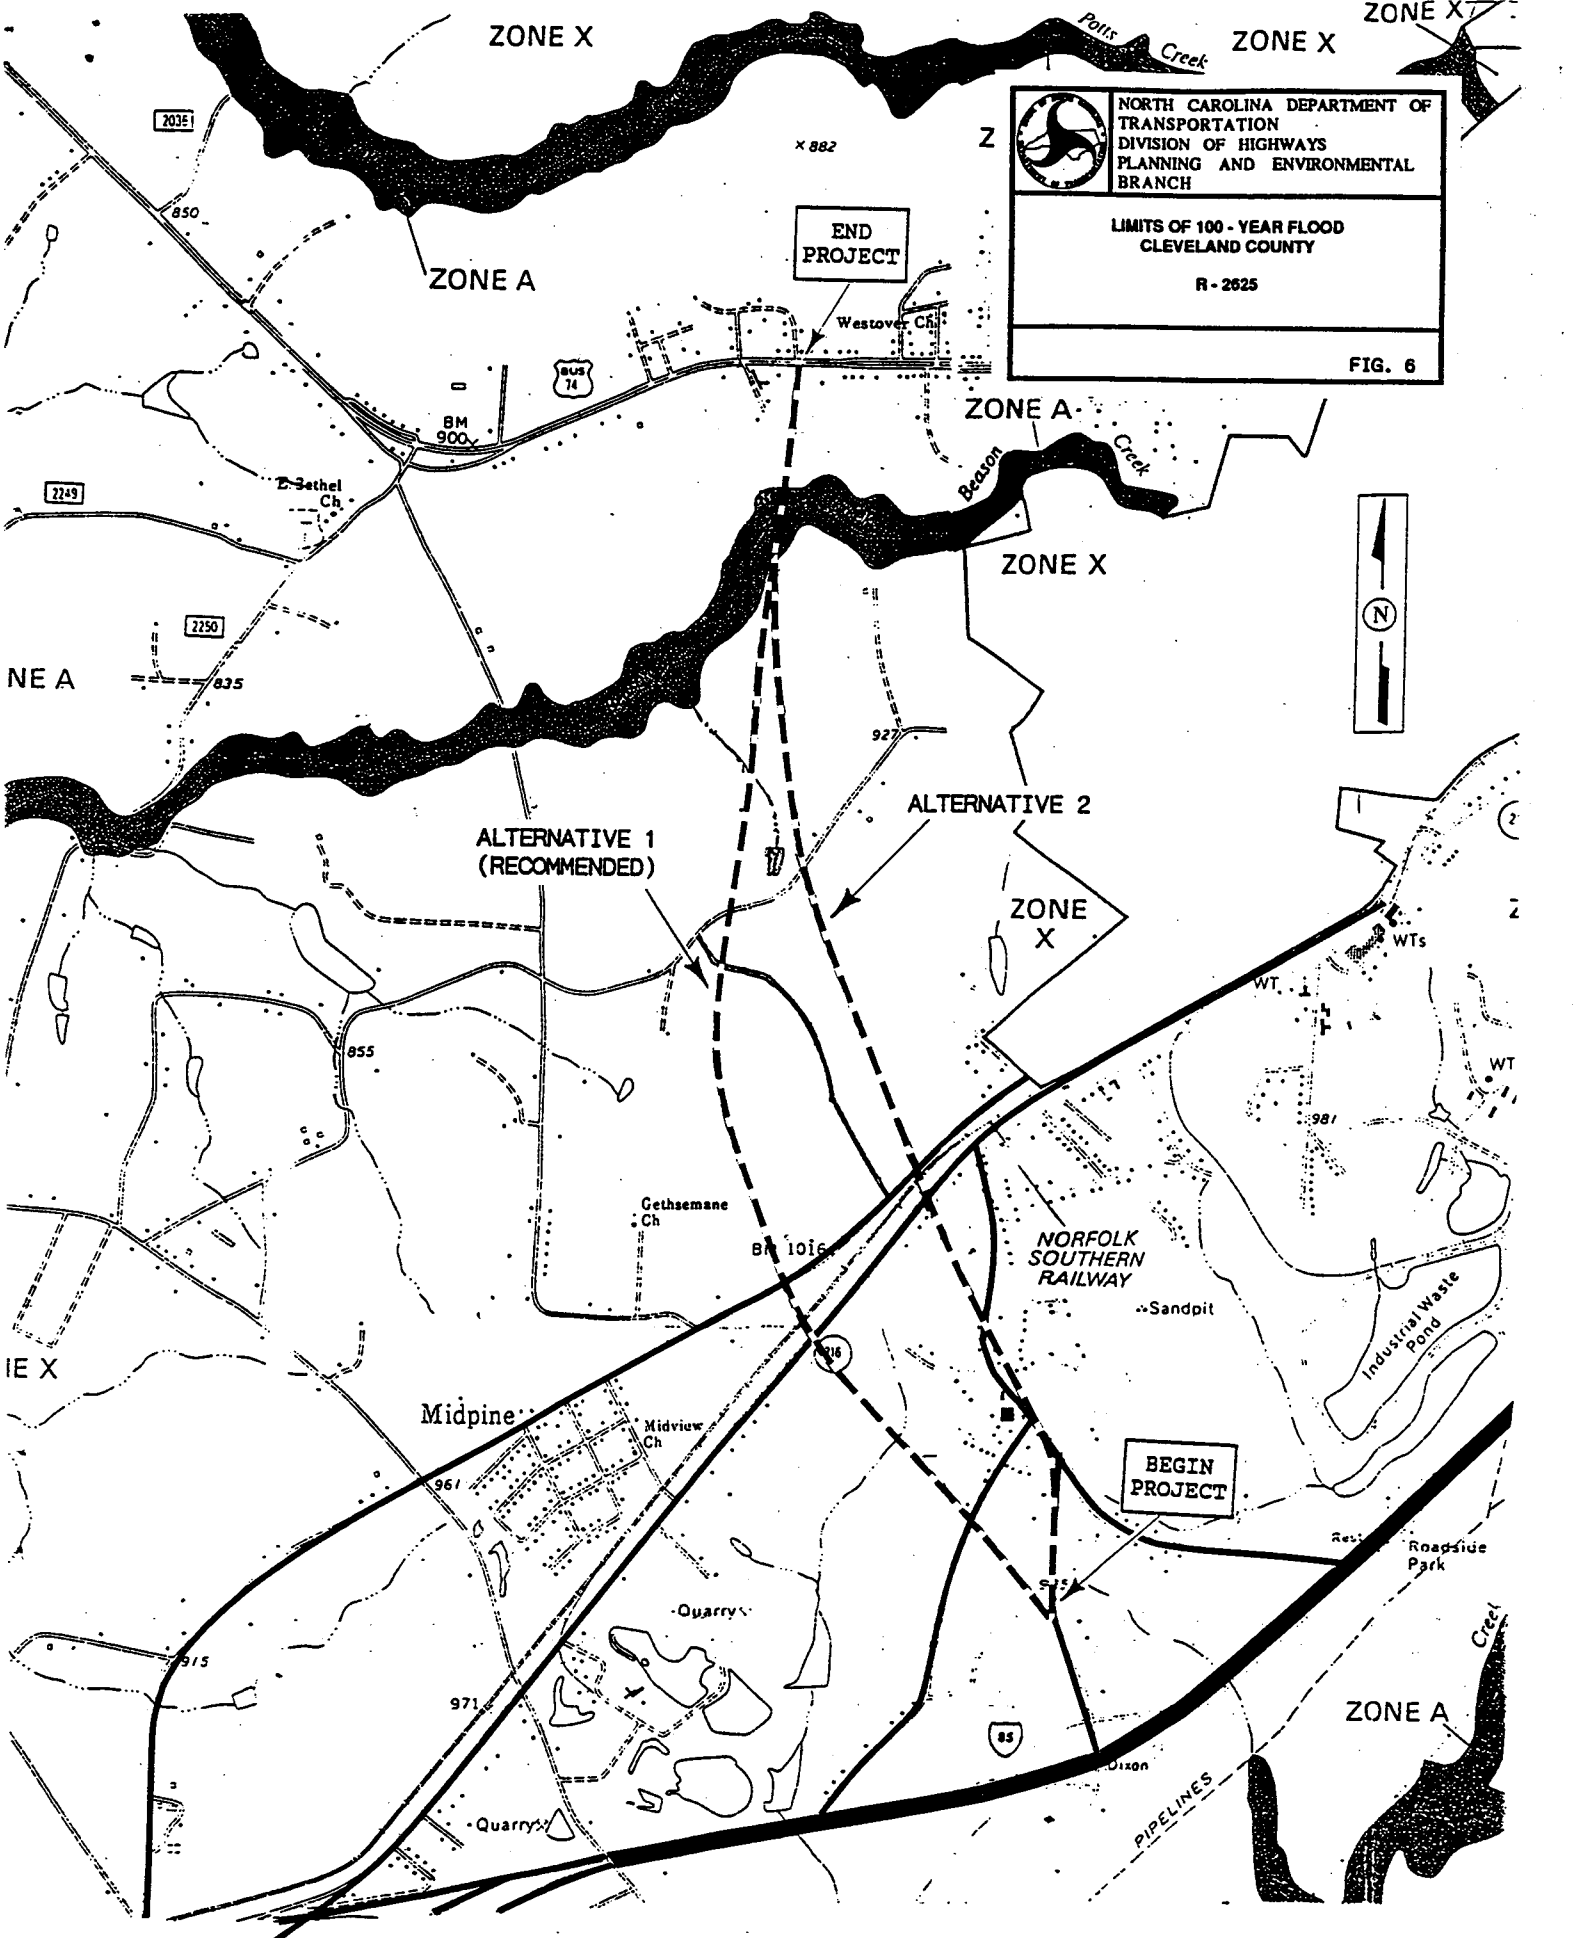 ZONE X
Potts
Creek
ZONE X
ZONE X
NORTH CAROLINA DEPARTMENT OF
TRANSPORTATION
DIVISION OF HIGHWAYS
PLANNING AND ENVIRONMENTAL
BRANCH
LIMITS OF 100 - YEAR FLOOD
CLEVELAND COUNTY
R - 2625
FIG. 6
Z
× 882
850
ZONE A
END
PROJECT
Westover Ch
BUS
74
BM
900
ZONE A
Beason
Creek
E. Bethel
Ch
2249
ZONE X
N
2250
NE A
835
927
ALTERNATIVE 2
ALTERNATIVE 1
(RECOMMENDED)
ZONE
X
Z
WTs
WT
855
WT
981
Gethsemane
Ch
BM 1016
NORFOLK
SOUTHERN
RAILWAY
Sandpit
Industrial Waste
Pond
216
IE X
Midpine
Midview
Ch
961
BEGIN
PROJECT
Roadside
Park
Quarry
Creek
915
971
ZONE A
85
Dixon
Quarry
PIPELINES